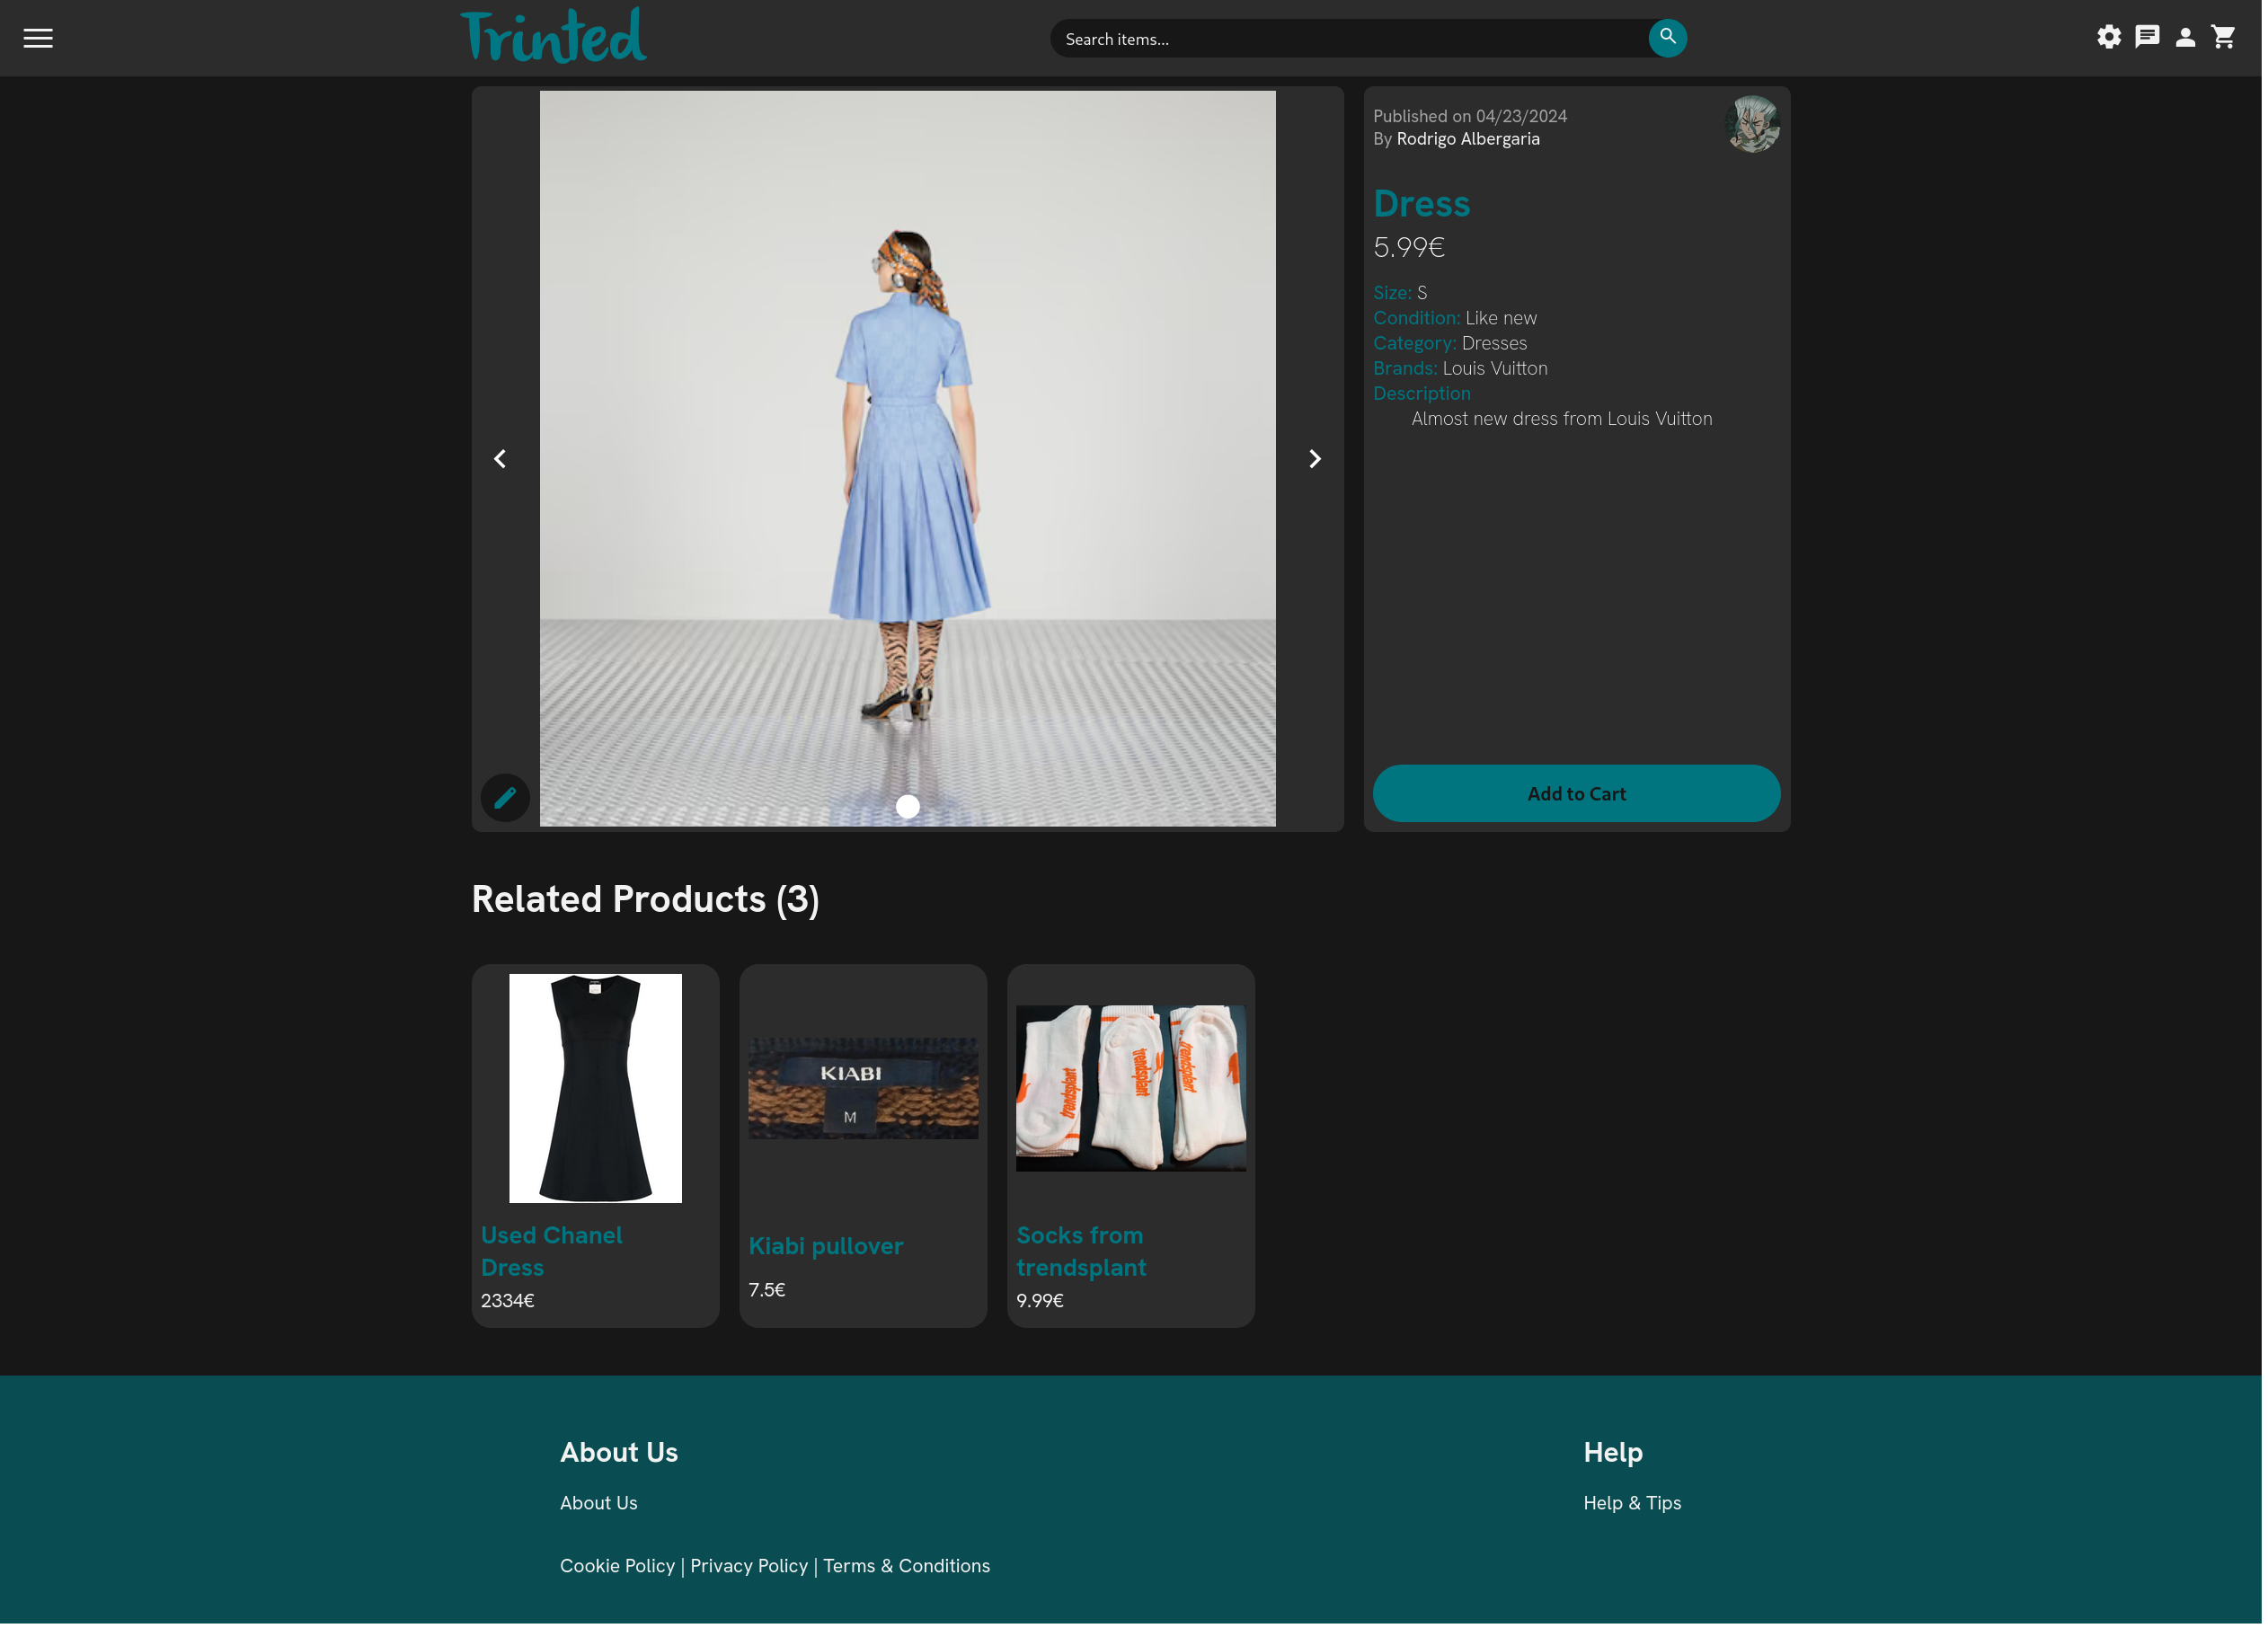 Trinted
Search items...
Published on 04/23/2024
By Rodrigo Albergaria
Dress
5.99€
Size: S
Condition: Like new
Category: Dresses
Brands: Louis Vuitton
Description
Almost new dress from Louis Vuitton
Add to Cart
Related Products (3)
KIABI
M
trendsplant
trendsplant
trendsplant
Used Chanel
Dress
2334€
Kiabi pullover
7.5€
Socks from
trendsplant
9.99€
About Us
Help
About Us
Help & Tips
Cookie Policy | Privacy Policy | Terms & Conditions